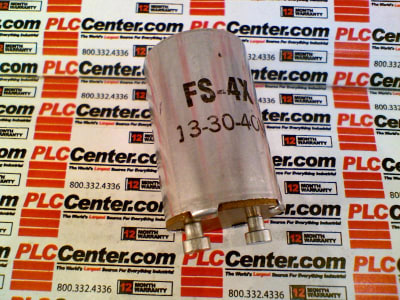 FS-4X
13-30-40
PLCenter.com
The World's Largest Source For Everything Industrial
800.332.4336
12 MONTH WARRANTY